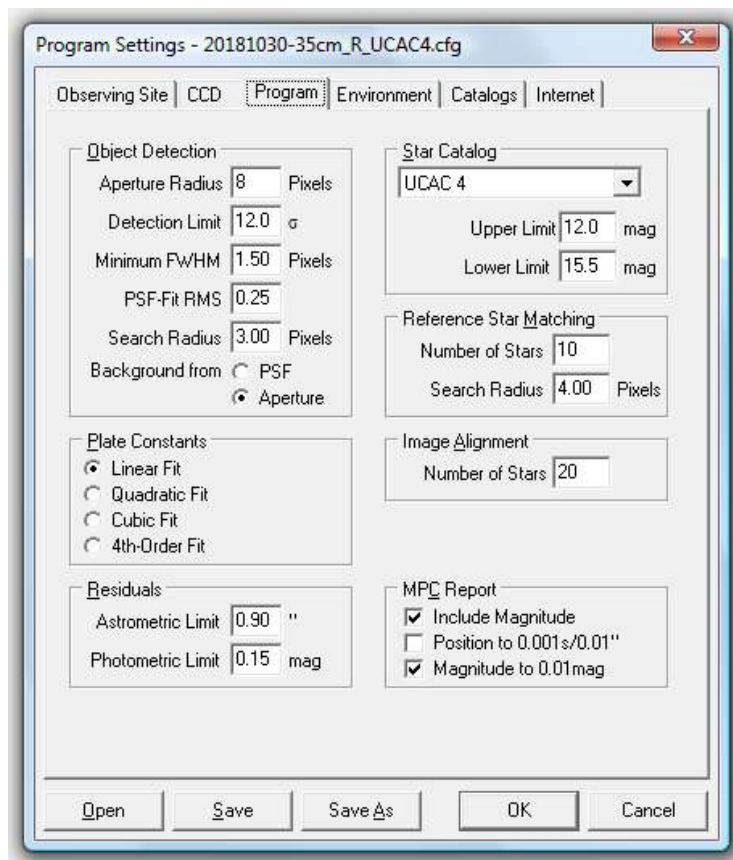 Program Settings - 20181030-35cm_R_UCAC4.cfg
X
Observing Site CCD Program Environment Catalogs Internet
Object Detection
Aperture Radius 8 Pixels
Detection Limit 12.0 σ
Minimum FWHM 1.50 Pixels
PSF-Fit RMS 0.25
Search Radius 3.00 Pixels
Background from PSF
Aperture
Star Catalog
UCAC 4
Upper Limit 12.0 mag
Lower Limit 15.5 mag
Reference Star Matching
Number of Stars 10
Search Radius 4.00 Pixels
Plate Constants
Linear Fit
Quadratic Fit
Cubic Fit
4th-Order Fit
Image Alignment
Number of Stars 20
Residuals
Astrometric Limit 0.90 "
Photometric Limit 0.15 mag
MPC Report
Include Magnitude
Position to 0.001s/0.01"
Magnitude to 0.01mag
Open Save Save As OK Cancel